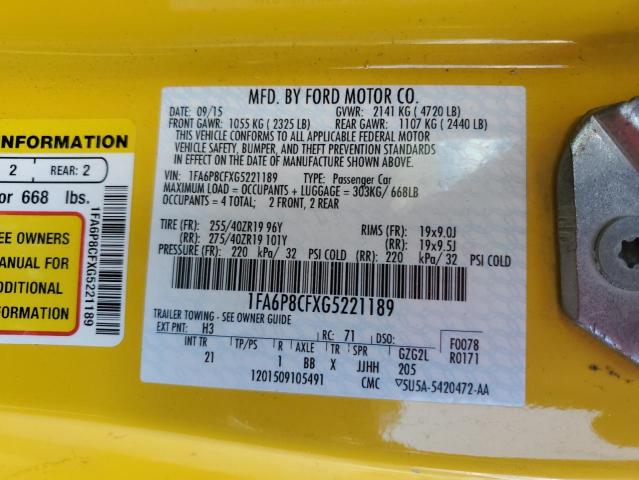 INFORMATION
2 REAR: 2
or 668 lbs.
EE OWNERS
MANUAL FOR
ADDITIONAL
INFORMATION
1FA6P8CFXG5221189
MFD. BY FORD MOTOR CO.
DATE: 09/15 GVWR: 2141 KG ( 4720 LB)
FRONT GAWR: 1055 KG ( 2325 LB) REAR GAWR: 1107 KG ( 2440 LB)
THIS VEHICLE CONFORMS TO ALL APPLICABLE FEDERAL MOTOR
VEHICLE SAFETY, BUMPER, AND THEFT PREVENTION STANDARDS
IN EFFECT ON THE DATE OF MANUFACTURE SHOWN ABOVE.
VIN: 1FA6P8CFXG5221189 TYPE: Passenger Car
MAXIMUM LOAD = OCCUPANTS + LUGGAGE = 303KG/ 668LB
OCCUPANTS = 4 TOTAL; 2 FRONT, 2 REAR
TIRE (FR): 255/40ZR19 96Y RIMS (FR): 19x9.0J
(RR): 275/40ZR19 101Y (RR): 19x9.5J
PRESSURE (FR): 220 kPa/ 32 PSI COLD (RR): 220 kPa/ 32 PSI COLD
1FA6P8CFXG5221189
TRAILER TOWING - SEE OWNER GUIDE
EXT PNT: H3 RC: 71 DSO: F0078
INT TR TP/PS R AXLE TR SPR GZG2L R0171
21 1 BB X JJHH 205
1201509105491 CMC 5U5A-5420472-AA